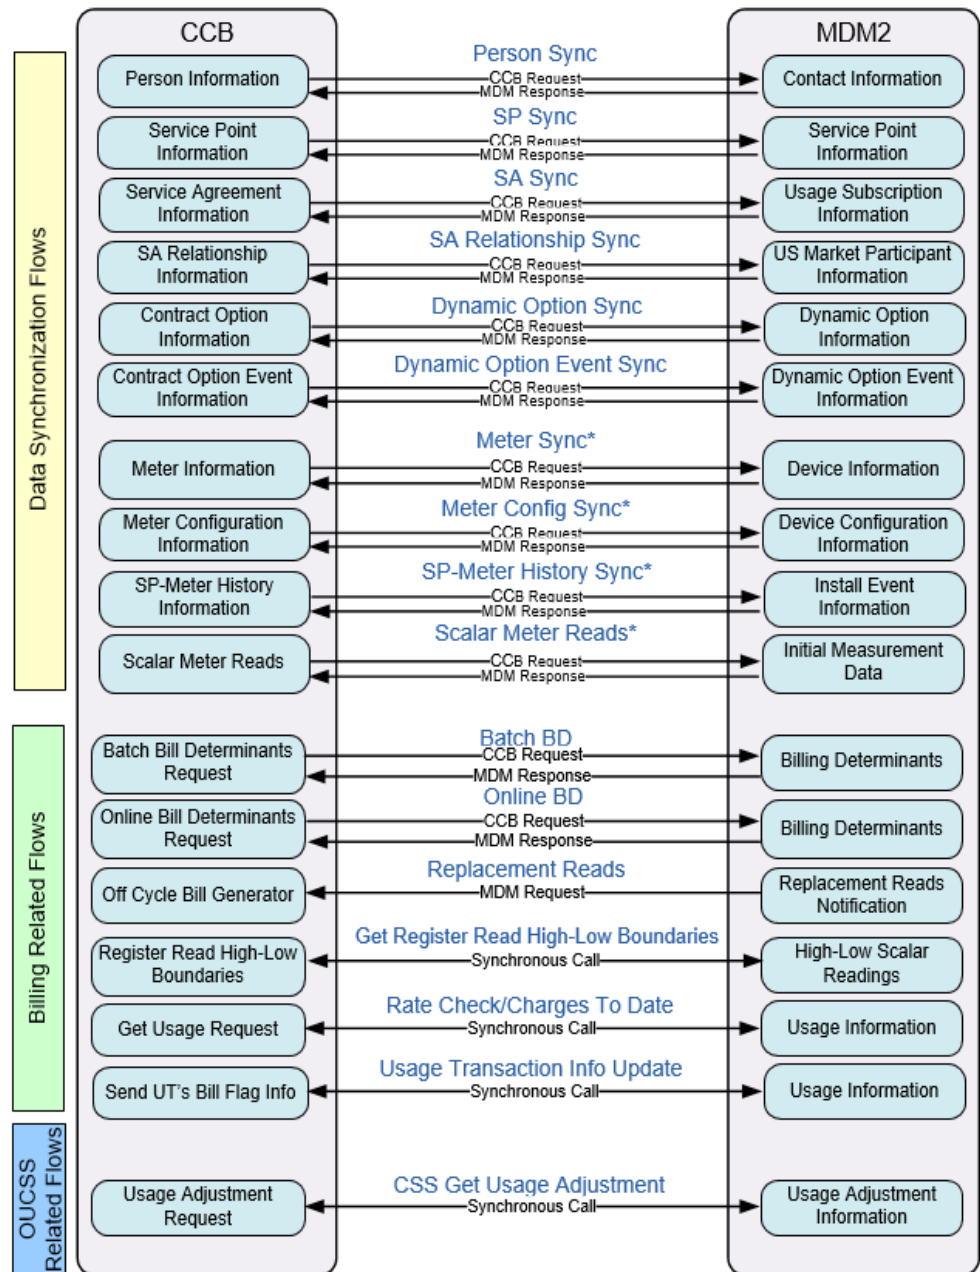 CCB
MDM2
Data Synchronization Flows
Person Sync
Person Information
CCB Request
MDM Response
Contact Information
SP Sync
Service Point
Information
CCB Request
MDM Response
Service Point
Information
SA Sync
Service Agreement
Information
CCB Request
MDM Response
Usage Subscription
Information
SA Relationship Sync
SA Relationship
Information
CCB Request
MDM Response
US Market Participant
Information
Dynamic Option Sync
Contract Option
Information
CCB Request
MDM Response
Dynamic Option
Information
Dynamic Option Event Sync
Contract Option Event
Information
CCB Request
MDM Response
Dynamic Option Event
Information
Meter Sync*
Meter Information
CCB Request
MDM Response
Device Information
Meter Config Sync*
Meter Configuration
Information
CCB Request
MDM Response
Device Configuration
Information
SP-Meter History Sync*
SP-Meter History
Information
CCB Request
MDM Response
Install Event
Information
Scalar Meter Reads*
Scalar Meter Reads
CCB Request
MDM Response
Initial Measurement
Data
Billing Related Flows
Batch BD
Batch Bill Determinants
Request
CCB Request
MDM Response
Billing Determinants
Online BD
Online Bill Determinants
Request
CCB Request
MDM Response
Billing Determinants
Replacement Reads
Off Cycle Bill Generator
MDM Request
Replacement Reads
Notification
Get Register Read High-Low Boundaries
Register Read High-Low
Boundaries
Synchronous Call
High-Low Scalar
Readings
Rate Check/Charges To Date
Get Usage Request
Synchronous Call
Usage Information
Usage Transaction Info Update
Send UT's Bill Flag Info
Synchronous Call
Usage Information
OUCSS
Related Flows
CSS Get Usage Adjustment
Usage Adjustment
Request
Synchronous Call
Usage Adjustment
Information